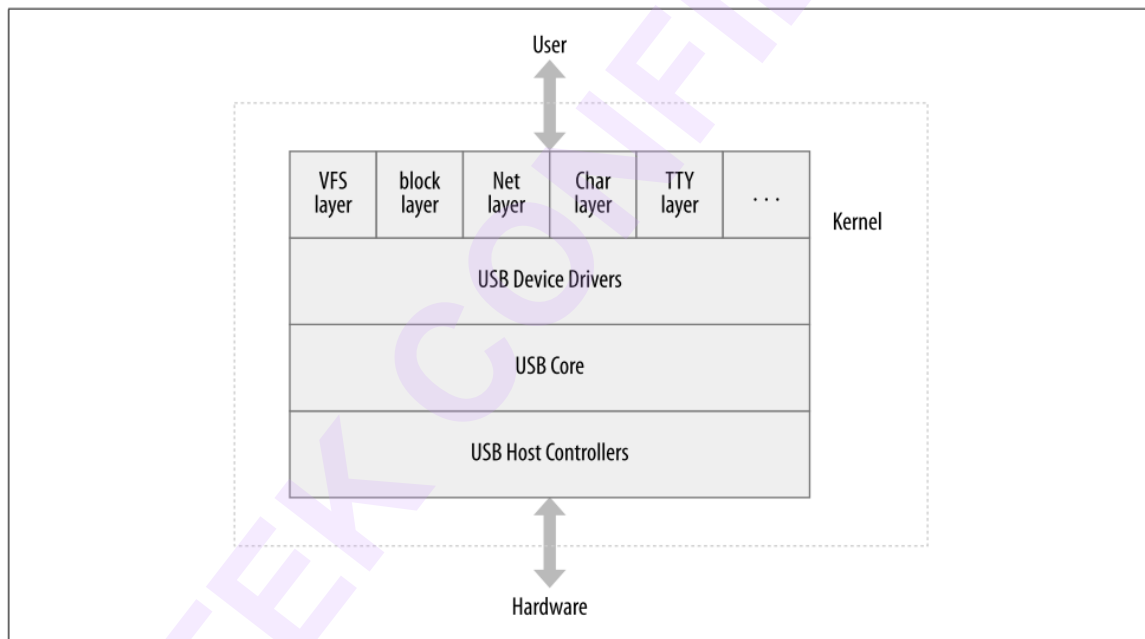 User
VFS
layer
block
layer
Net
layer
Char
layer
TTY
layer
. . .
Kernel
USB Device Drivers
USB Core
USB Host Controllers
Hardware